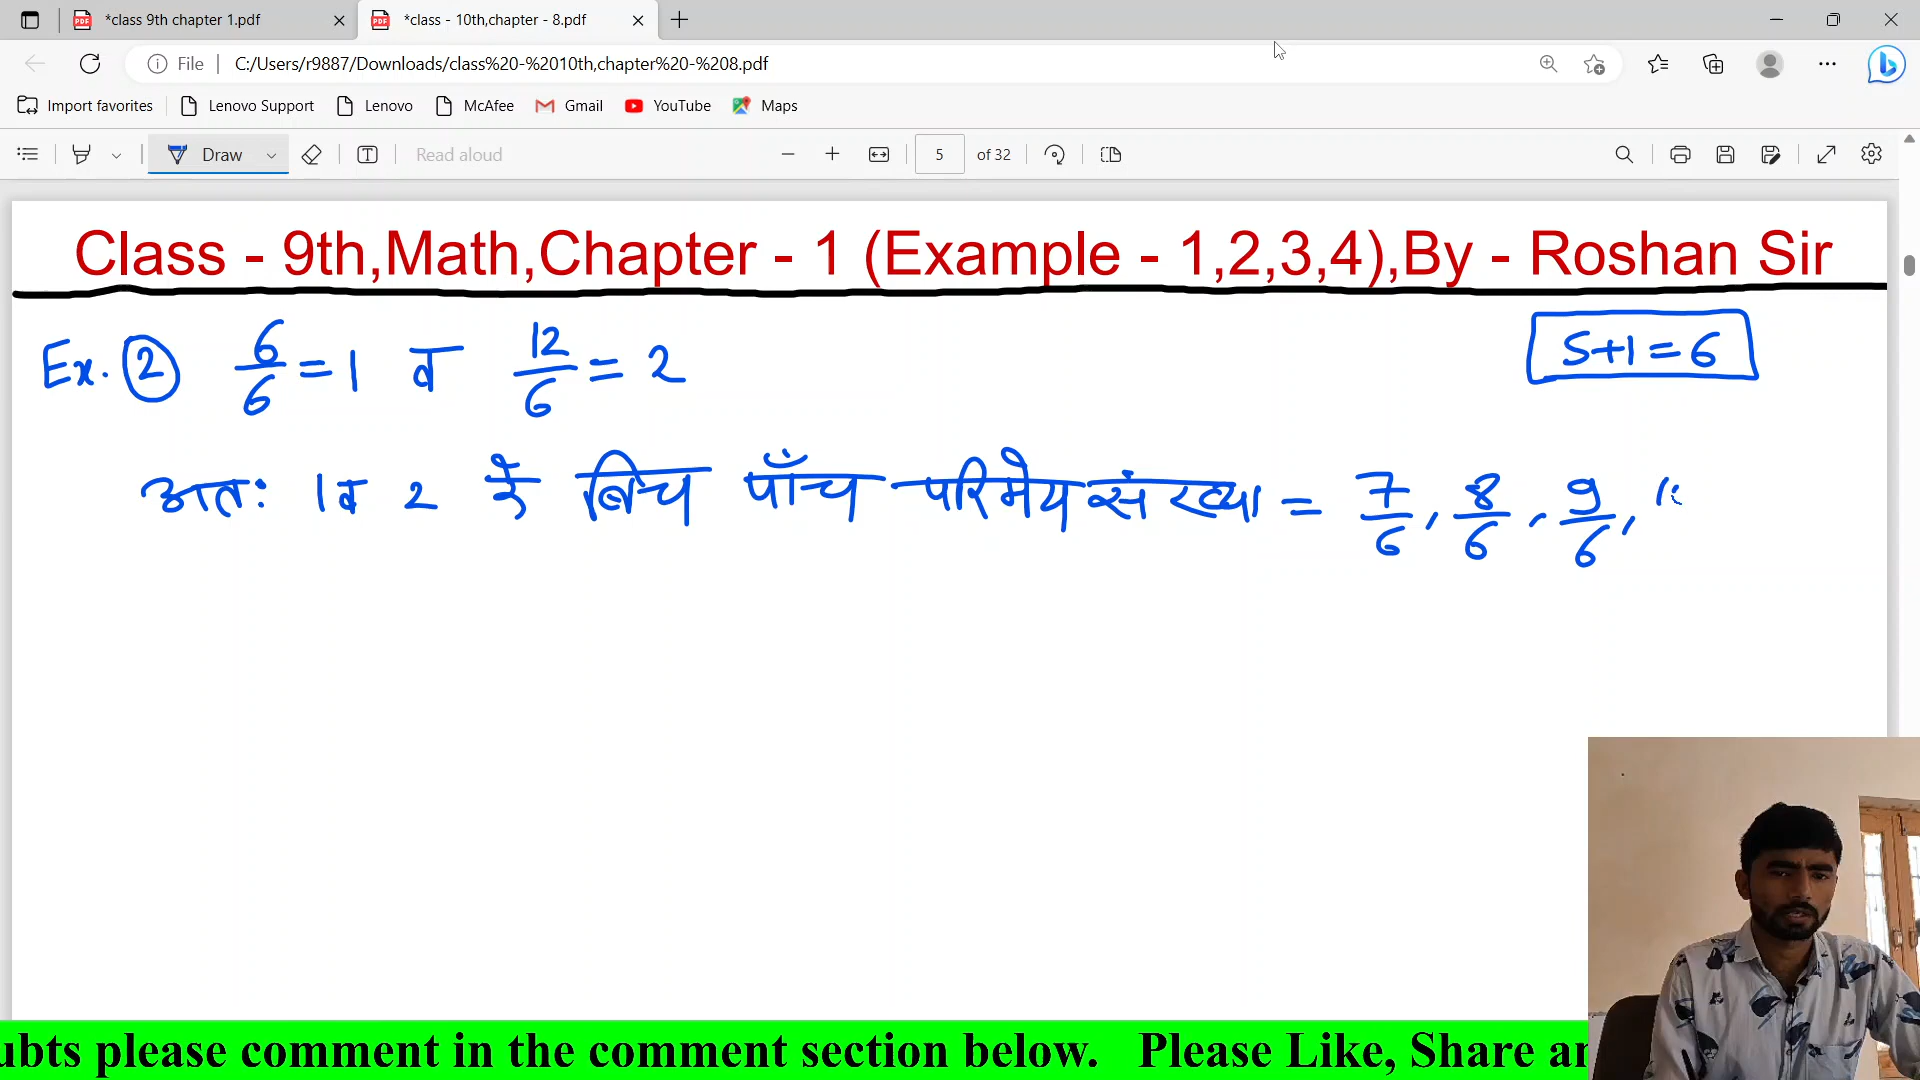 *class 9th chapter 1.pdf
*class - 10th,chapter - 8.pdf
File
C:/Users/r9887/Downloads/class%20-%2010th,chapter%20-%208.pdf
Import favorites Lenovo Support Lenovo McAfee Gmail YouTube Maps
Draw Read aloud 5 of 32
Class - 9th,Math,Chapter - 1 (Example - 1,2,3,4),By - Roshan Sir
Ex. 2 6/6 = 1 व 12/6 = 2
5+1=6
अतः 1 व 2 के बिच पाँच परिमेय संख्या = 7/6, 8/6, 9/6, 1
ubts please comment in the comment section below. Please Like, Share